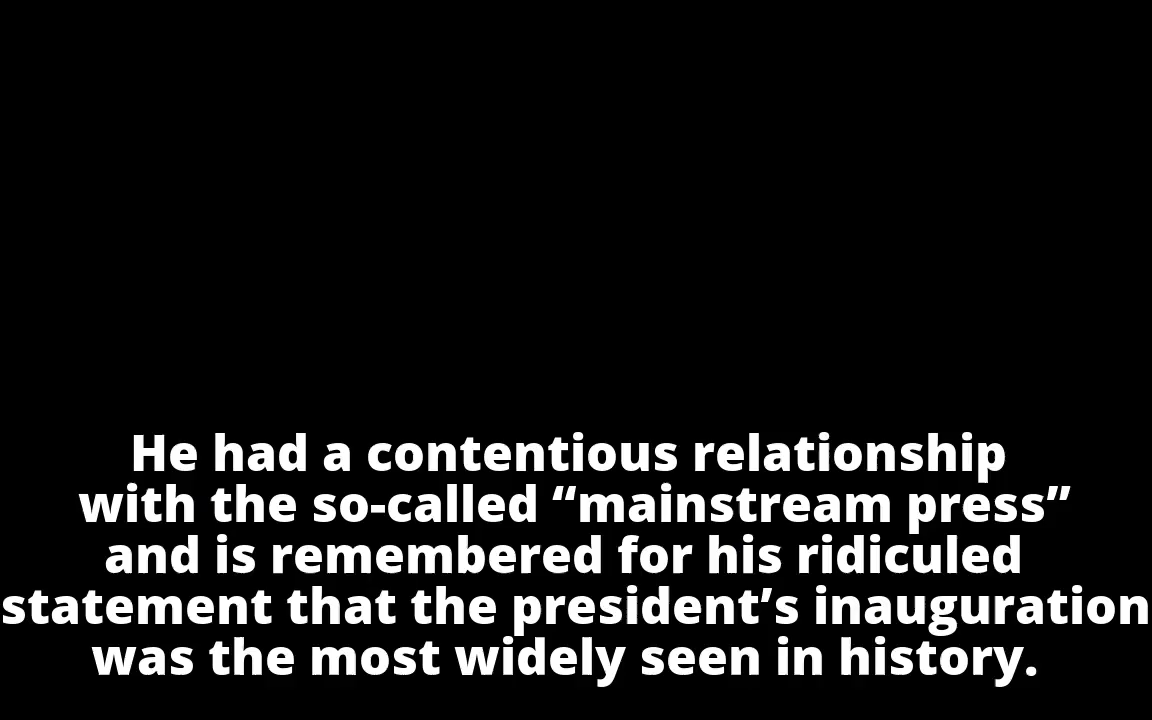 He had a contentious relationship
with the so-called “mainstream press”
and is remembered for his ridiculed
statement that the president’s inauguration
was the most widely seen in history.